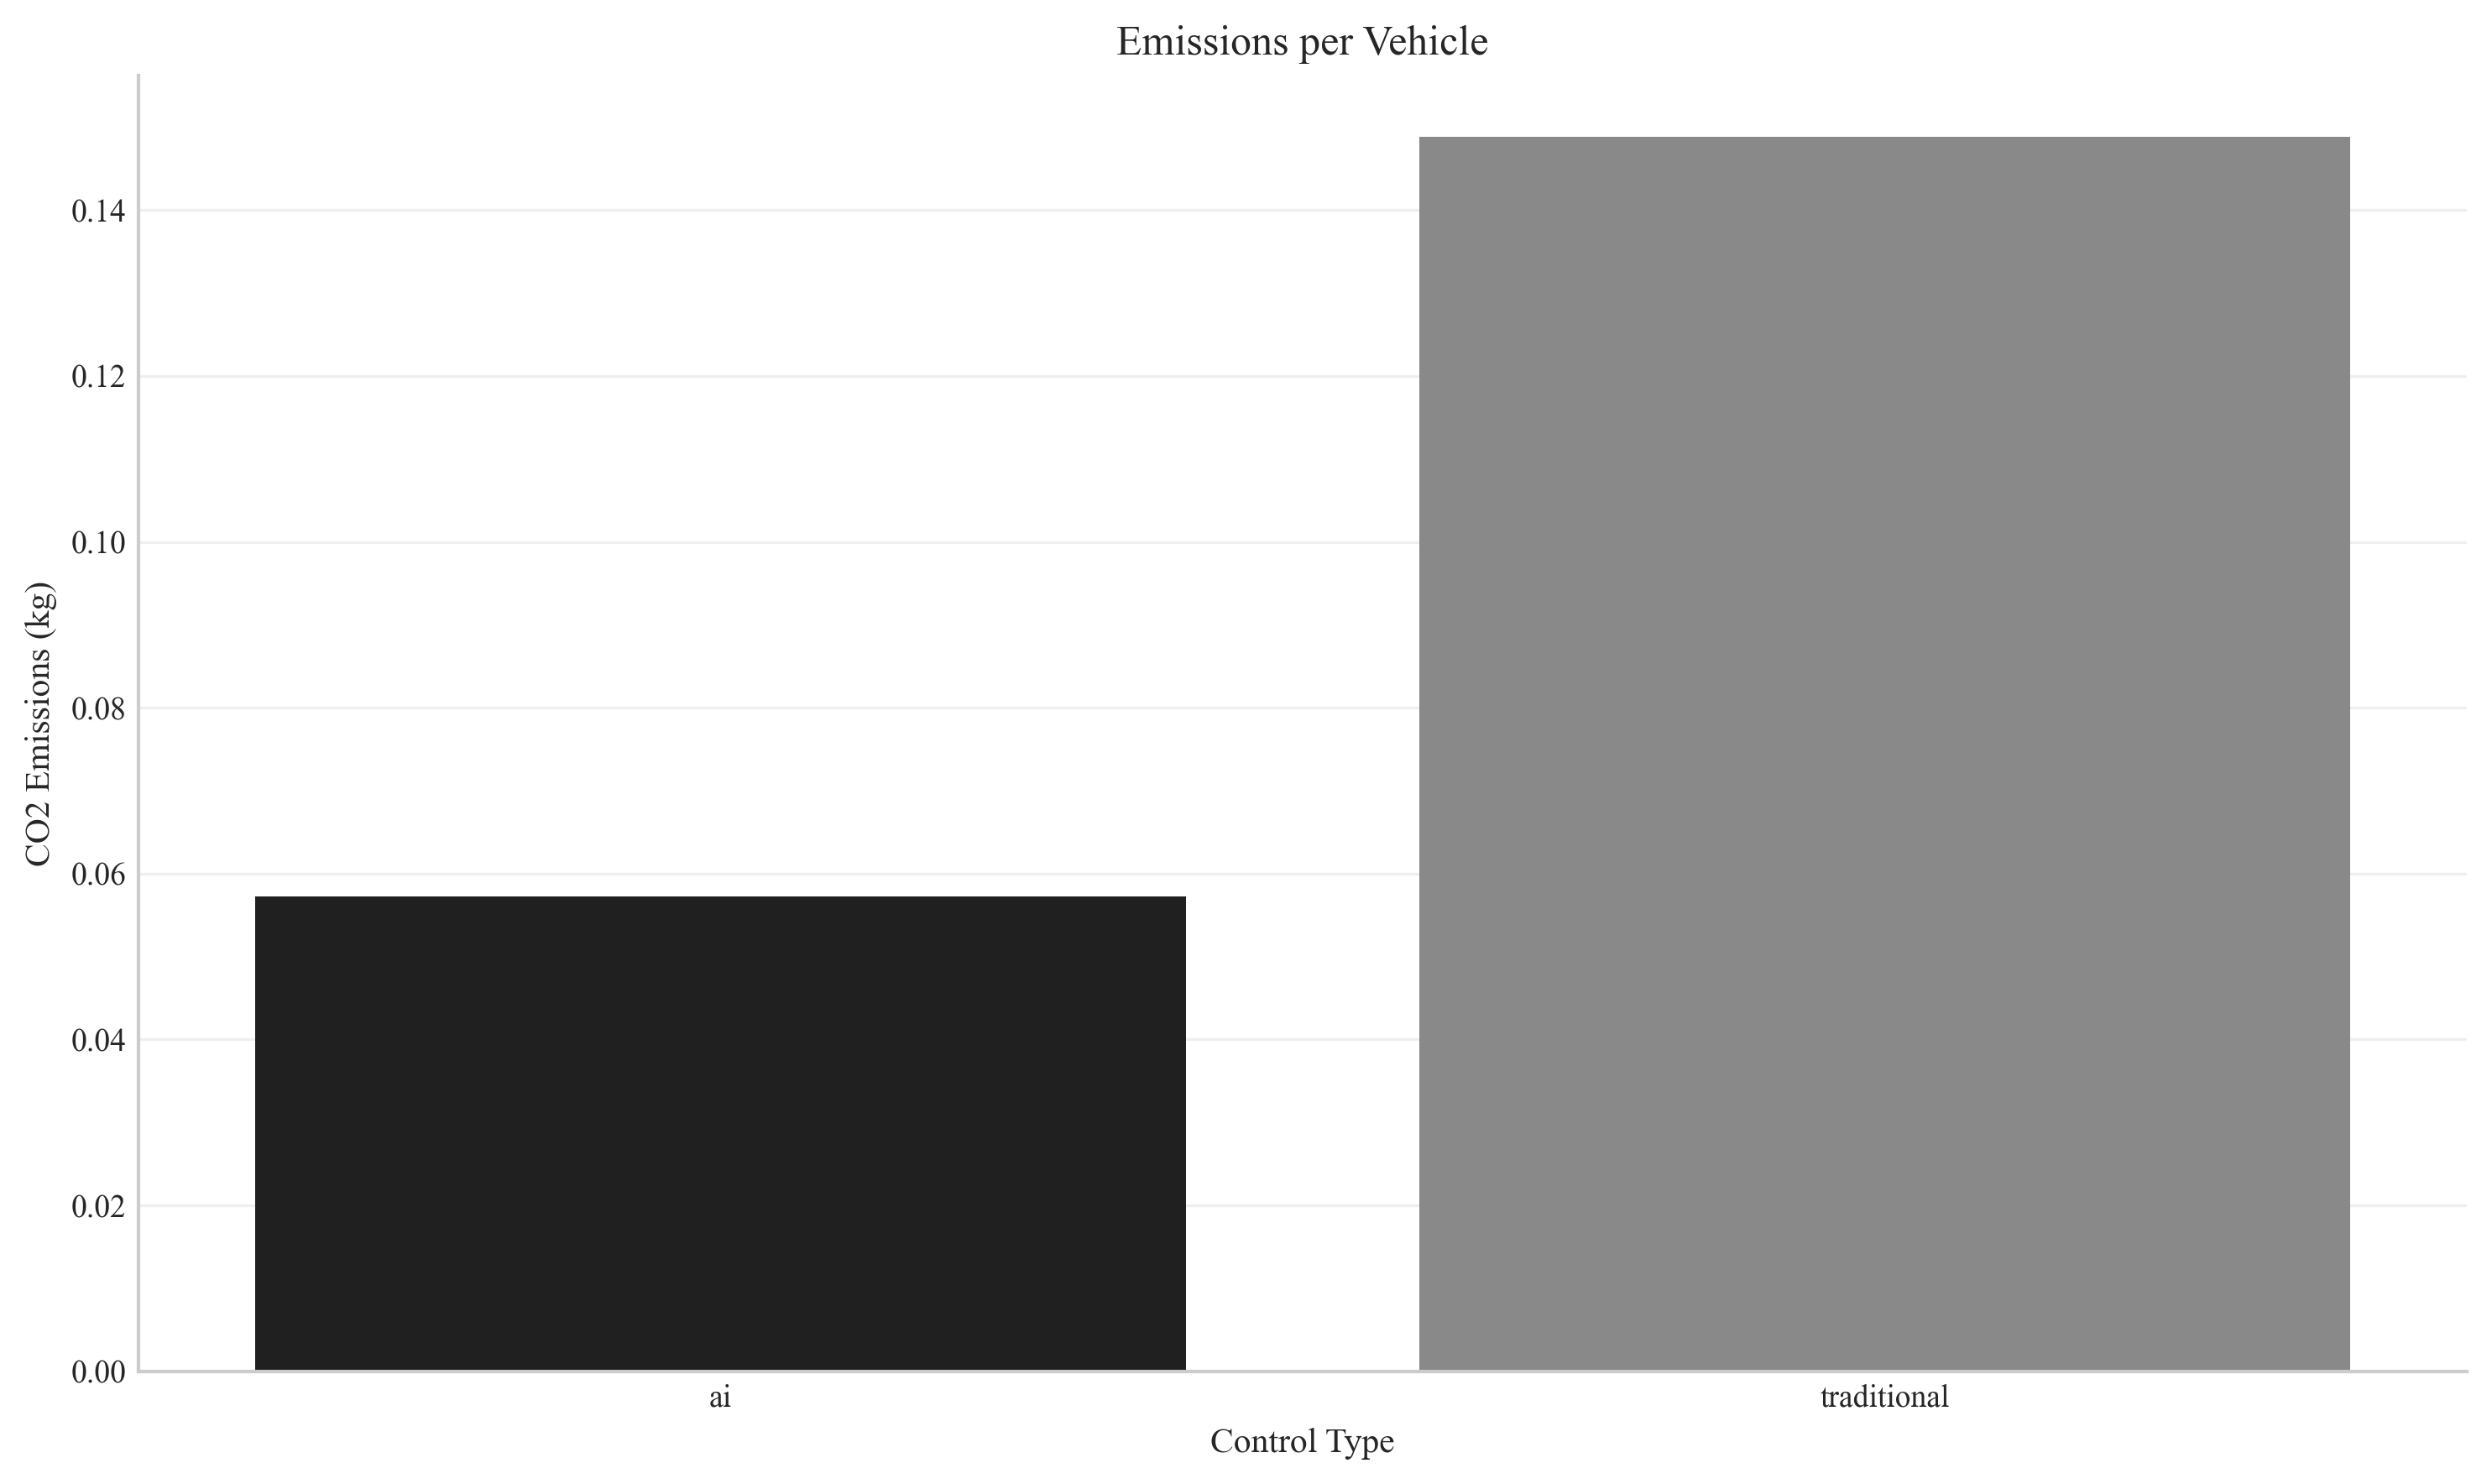 Emissions per Vehicle
CO2 Emissions (kg)
0.14
0.12
0.10
0.08
0.06
0.04
0.02
0.00
ai
traditional
Control Type